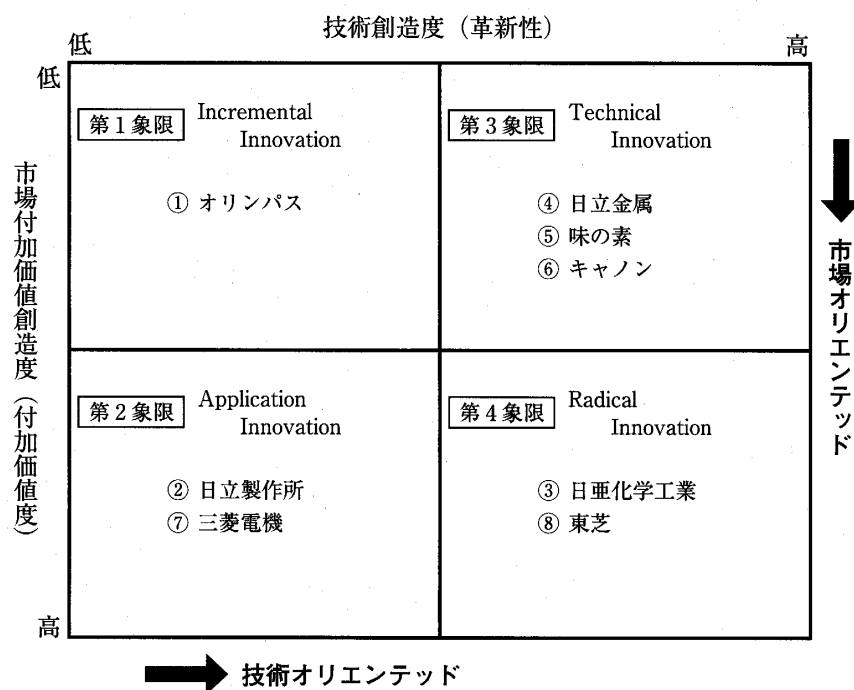 技術創造度（革新性）
低
高
低
第1象限
Incremental
Innovation
① オリンパス
第3象限
Technical
Innovation
④ 日立金属
⑤ 味の素
⑥ キャノン
市場付加価値創造度（付加価値度）
市場オリエンテッド
第2象限
Application
Innovation
② 日立製作所
⑦ 三菱電機
第4象限
Radical
Innovation
③ 日亜化学工業
⑧ 東芝
高
技術オリエンテッド